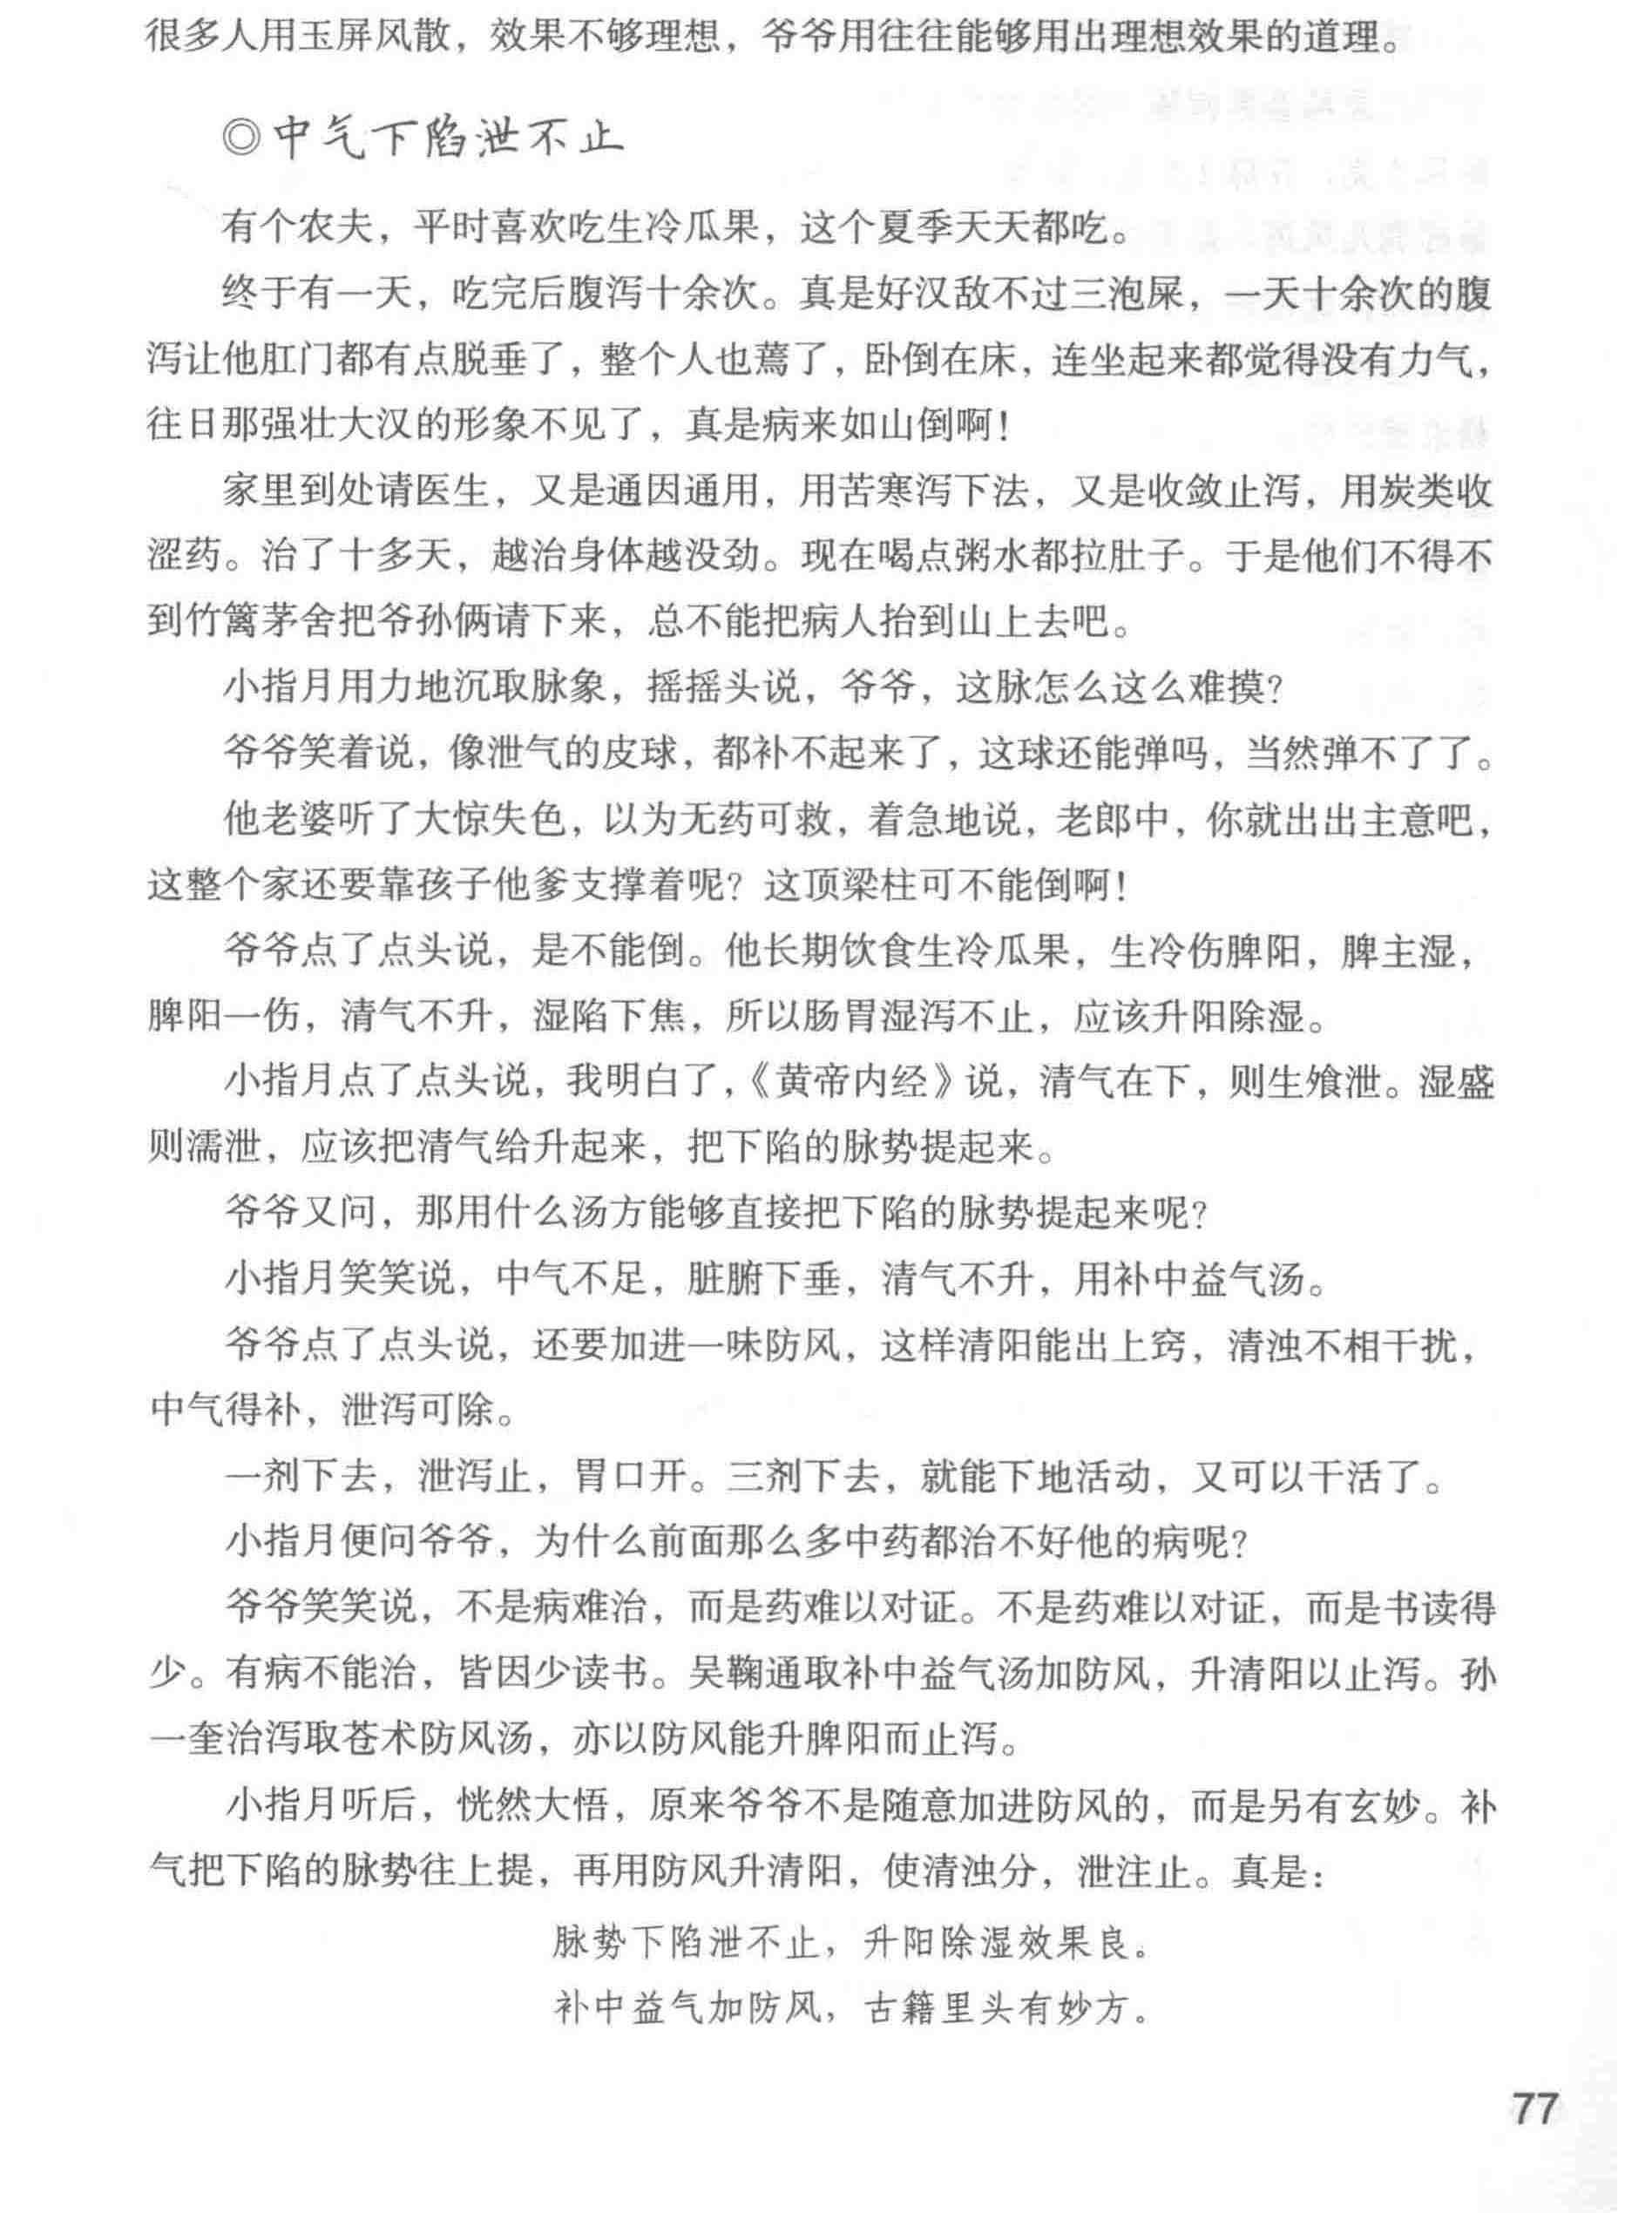 很多人用玉屏风散，效果不够理想，爷爷用往往能够用出理想效果的道理。
◎中气下陷泄不止
有个农夫，平时喜欢吃生冷瓜果，这个夏季天天都吃。
终于有一天，吃完后腹泻十余次。真是好汉敌不过三泡屎，一天十余次的腹
泻让他肛门都有点脱垂了，整个人也蔫了，卧倒在床，连坐起来都觉得没有力气，
往日那强壮大汉的形象不见了，真是病来如山倒啊！
家里到处请医生，又是通因通用，用苦寒泻下法，又是收敛止泻，用炭类收
涩药。治了十多天，越治身体越没劲。现在喝点粥水都拉肚子。于是他们不得不
到竹篱茅舍把爷孙俩请下来，总不能把病人抬到山上去吧。
小指月用力地沉取脉象，摇摇头说，爷爷，这脉怎么这么难摸？
爷爷笑着说，像泄气的皮球，都补不起来了，这球还能弹吗，当然弹不了了。
他老婆听了大惊失色，以为无药可救，着急地说，老郎中，你就出出主意吧，
这整个家还要靠孩子他爹支撑着呢？这顶梁柱可不能倒啊！
爷爷点了点头说，是不能倒。他长期饮食生冷瓜果，生冷伤脾阳，脾主湿，
脾阳一伤，清气不升，湿陷下焦，所以肠胃湿泻不止，应该升阳除湿。
小指月点了点头说，我明白了，《黄帝内经》说，清气在下，则生飧泄。湿盛
则濡泄，应该把清气给升起来，把下陷的脉势提起来。
爷爷又问，那用什么汤方能够直接把下陷的脉势提起来呢？
小指月笑笑说，中气不足，脏腑下垂，清气不升，用补中益气汤。
爷爷点了点头说，还要加进一味防风，这样清阳能出上窍，清浊不相干扰，
中气得补，泄泻可除。
一剂下去，泄泻止，胃口开。三剂下去，就能下地活动，又可以干活了。
小指月便问爷爷，为什么前面那么多中药都治不好他的病呢？
爷爷笑笑说，不是病难治，而是药难以对证。不是药难以对证，而是书读得
少。有病不能治，皆因少读书。吴鞠通取补中益气汤加防风，升清阳以止泻。孙
一奎治泻取苍术防风汤，亦以防风能升脾阳而止泻。
小指月听后，恍然大悟，原来爷爷不是随意加进防风的，而是另有玄妙。补
气把下陷的脉势往上提，再用防风升清阳，使清浊分，泄注止。真是：
脉势下陷泄不止，升阳除湿效果良。
补中益气加防风，古籍里头有妙方。
77